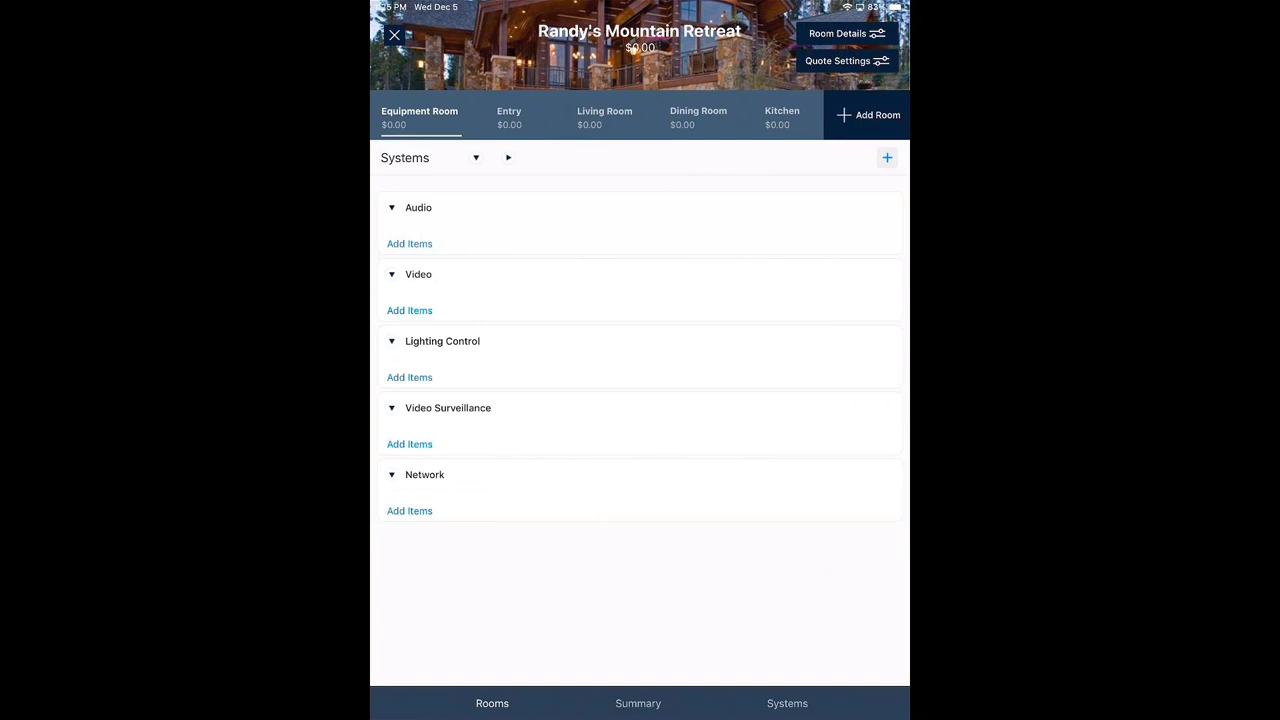 Wed Dec 5
83%
Randy's Mountain Retreat
$0.00
Room Details
Quote Settings
Equipment Room
$0.00
Entry
$0.00
Living Room
$0.00
Dining Room
$0.00
Kitchen
$0.00
Add Room
Systems
Audio
Add Items
Video
Add Items
Lighting Control
Add Items
Video Surveillance
Add Items
Network
Add Items
Rooms
Summary
Systems